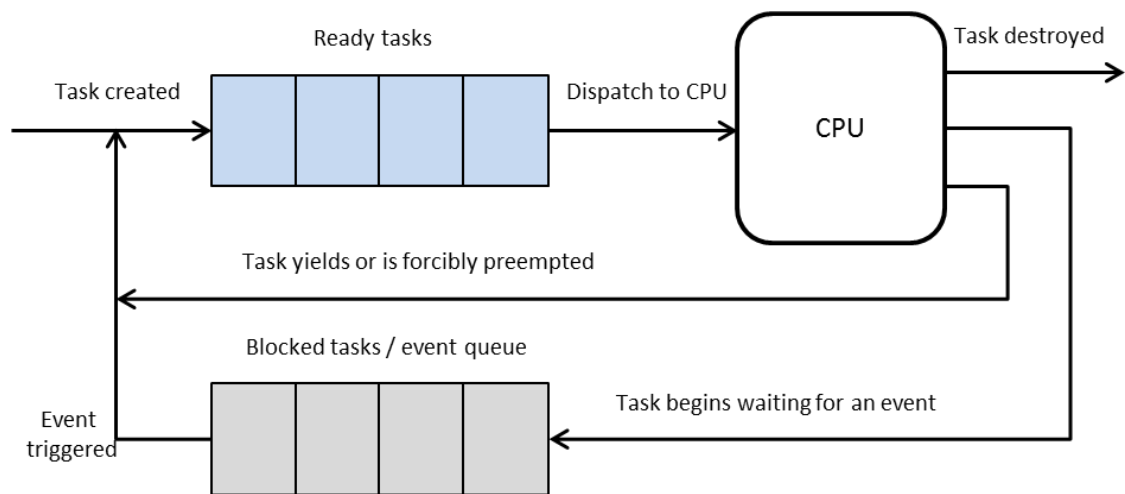 Ready tasks
Task destroyed
Task created
Dispatch to CPU
CPU
Task yields or is forcibly preempted
Blocked tasks / event queue
Task begins waiting for an event
Event
triggered